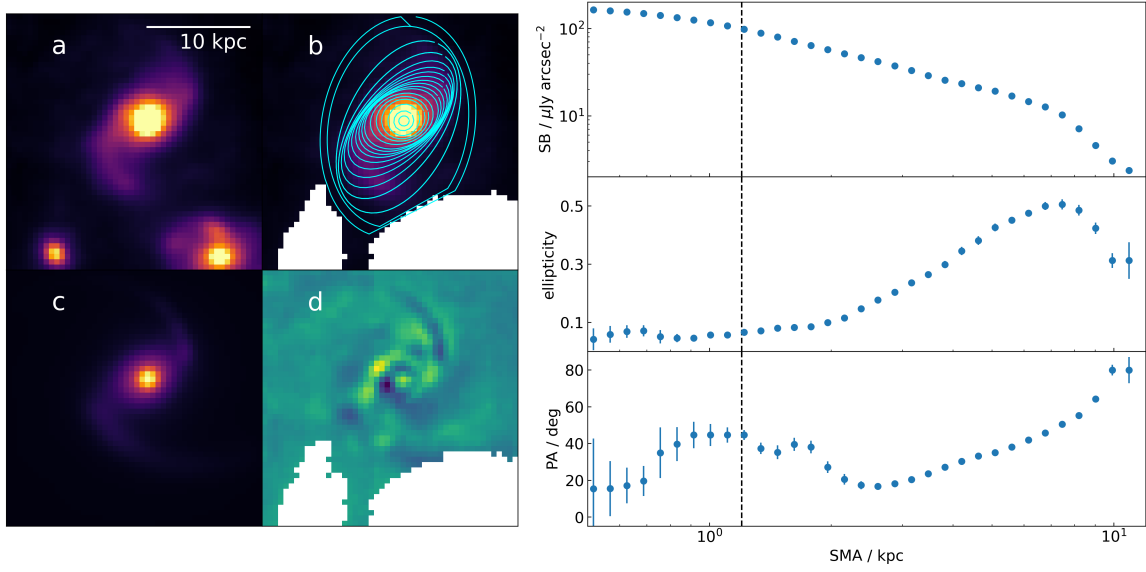 a
10 kpc
b
c
d
10²
10¹
SB / μJy arcsec⁻²
0.5
0.3
0.1
ellipticity
80
60
40
20
0
PA / deg
10⁰
10¹
SMA / kpc